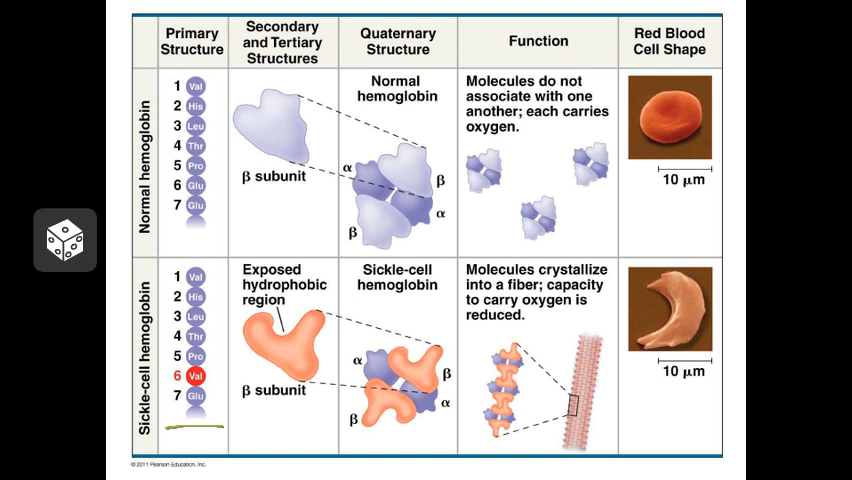 Primary
Structure
Secondary
and Tertiary
Structures
Quaternary
Structure
Function
Red Blood
Cell Shape
Normal hemoglobin
1 Val
2 His
3 Leu
4 Thr
5 Pro
6 Glu
7 Glu
β subunit
Normal
hemoglobin
α
β
α
β
Molecules do not
associate with one
another; each carries
oxygen.
10 μm
Sickle-cell hemoglobin
1 Val
2 His
3 Leu
4 Thr
5 Pro
6 Val
7 Glu
Exposed
hydrophobic
region
β subunit
Sickle-cell
hemoglobin
α
β
α
β
Molecules crystallize
into a fiber; capacity
to carry oxygen is
reduced.
10 μm
© 2011 Pearson Education, Inc.